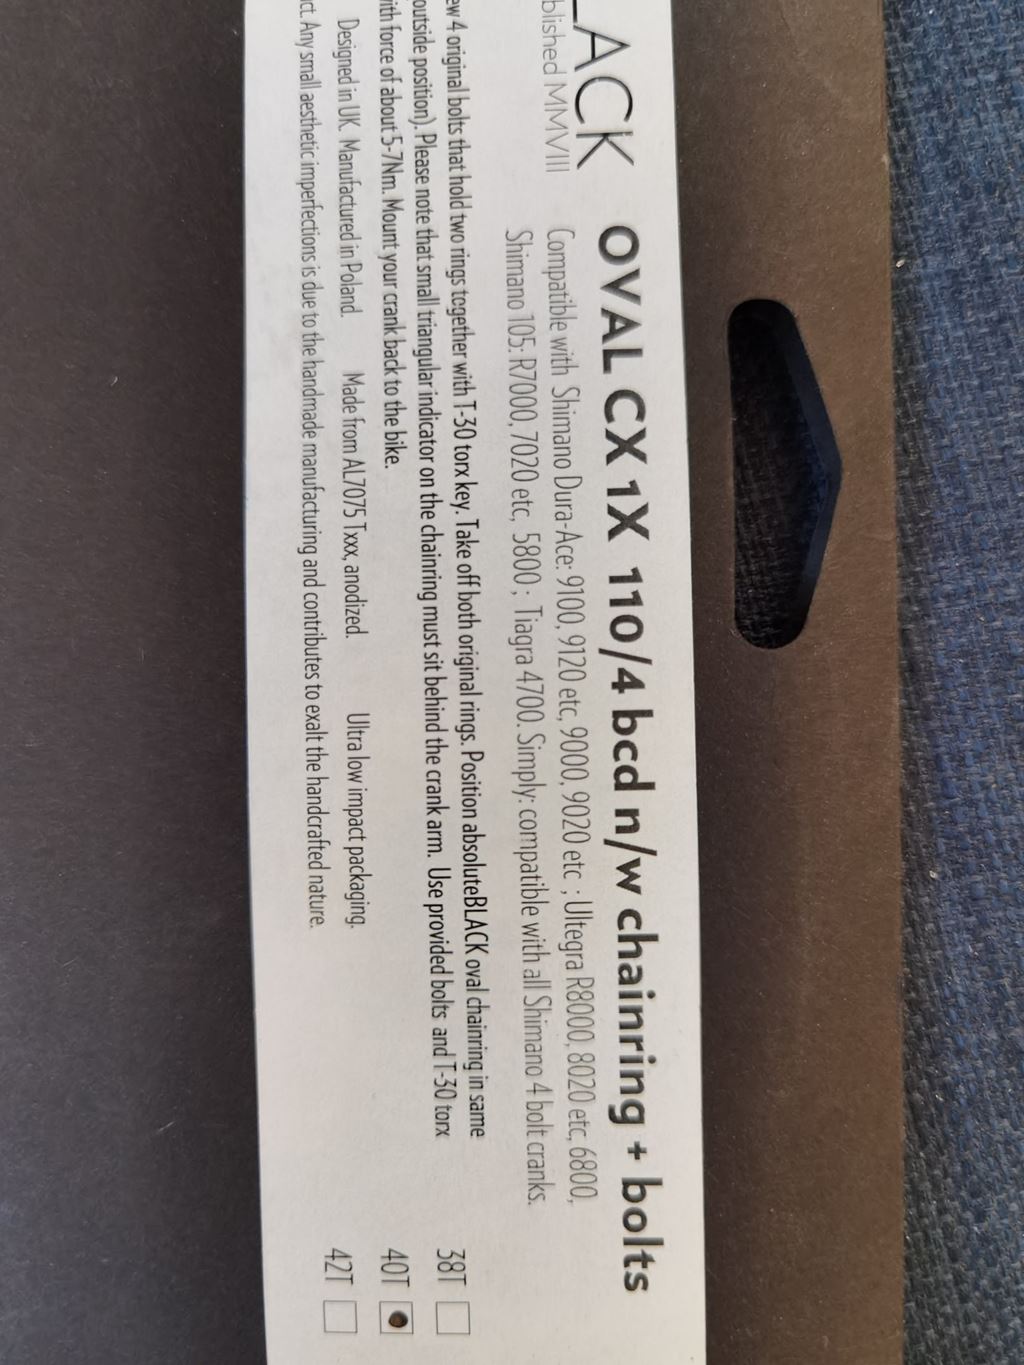 LACK
OVAL CX 1X 110/4 bcd n/w chainring + bolts
blished MMVIII
Compatible with Shimano Dura-Ace: 9100, 9120 etc, 9000, 9020 etc ; Ultegra R8000, 8020 etc, 6800,
Shimano 105: R7000, 7020 etc, 5800 ; Tiagra 4700. Simply: compatible with all Shimano 4 bolt cranks.
ew 4 original bolts that hold two rings together with T-30 torx key. Take off both original rings. Position absoluteBLACK oval chainring in same
outside position). Please note that small triangular indicator on the chainring must sit behind the crank arm. Use provided bolts and T-30 torx
ith force of about 5-7Nm. Mount your crank back to the bike.
Designed in UK. Manufactured in Poland. Made from AL7075 Txxx, anodized. Ultra low impact packaging.
ct. Any small aesthetic imperfections is due to the handmade manufacturing and contributes to exalt the handcrafted nature.
38T
40T
42T